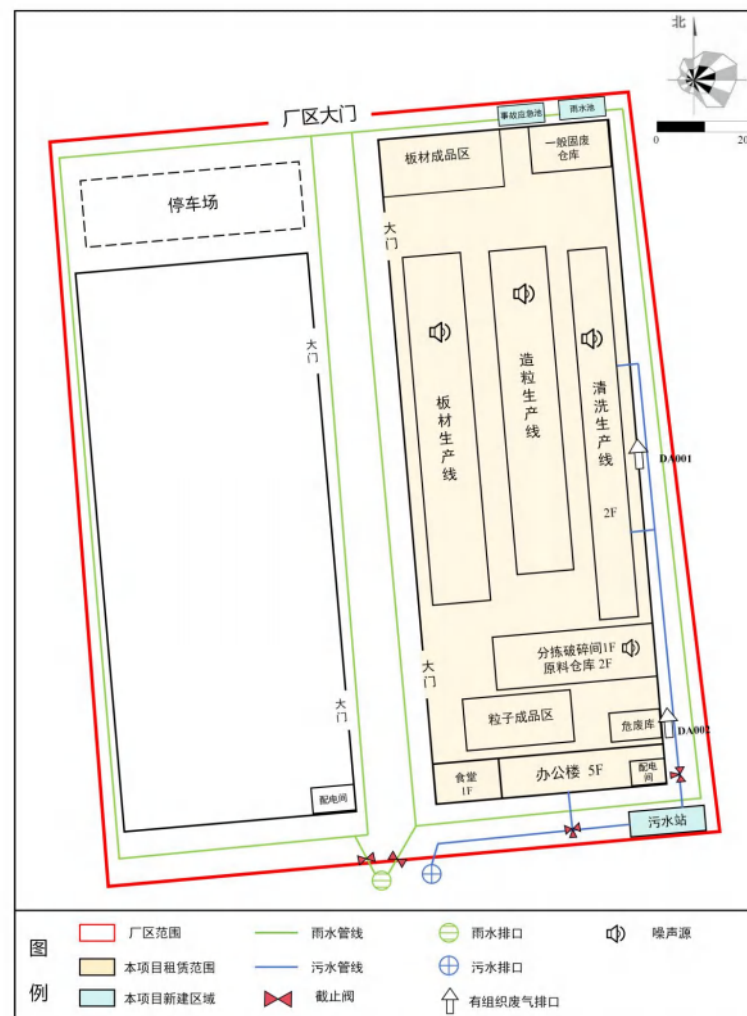 北
0
20
厂区大门
事故应急池
雨水池
板材成品区
一般固废
仓库
停车场
大门
大门
板材生产线
造粒生产线
清洗生产线
2F
DA001
大门
大门
分拣破碎间1F
原料仓库 2F
粒子成品区
危废库
DA002
配电间
食堂
1F
办公楼 5F
配电
间
污水站
图例
厂区范围
雨水管线
雨水排口
噪声源
本项目租赁范围
污水管线
污水排口
本项目新建区域
截止阀
有组织废气排口